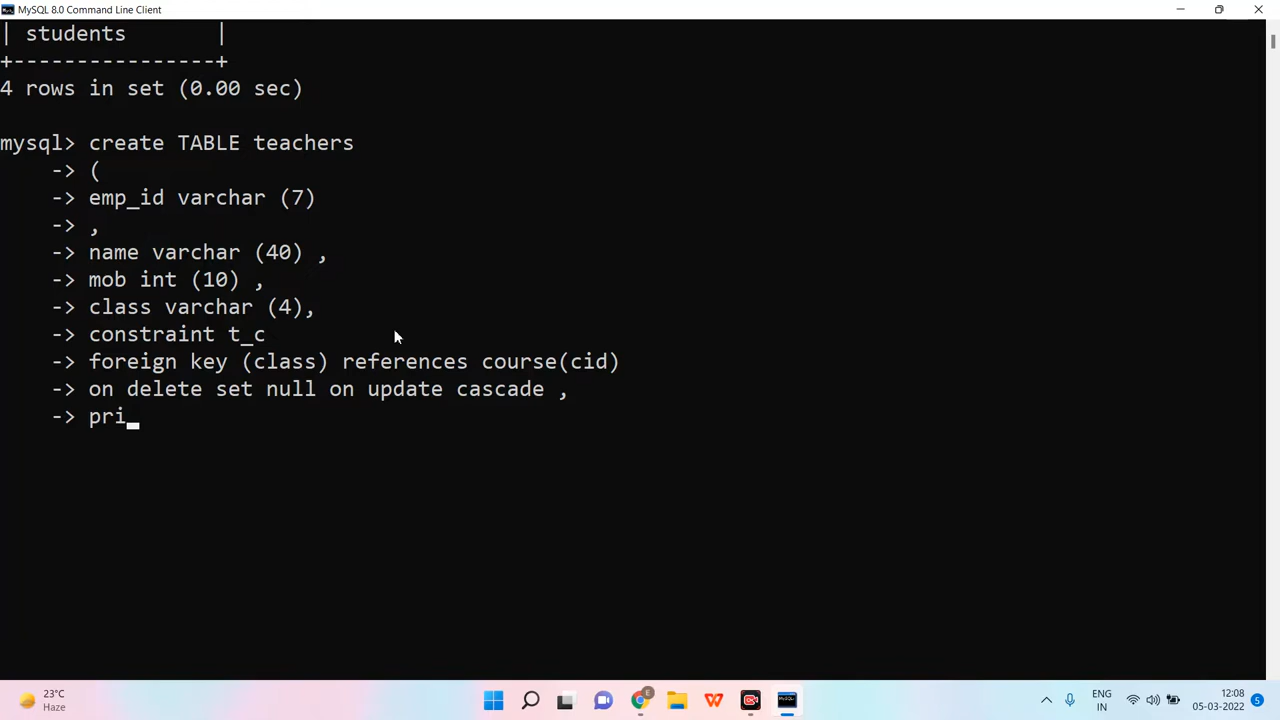 MySQL 8.0 Command Line Client
| students       |
+----------------+
4 rows in set (0.00 sec)
mysql> create TABLE teachers
    -> (
    -> emp_id varchar (7)
    -> ,
    -> name varchar (40) ,
    -> mob int (10) ,
    -> class varchar (4),
    -> constraint t_c
    -> foreign key (class) references course(cid)
    -> on delete set null on update cascade ,
    -> pri
23°C
Haze
E
W
ENG
IN
12:08
05-03-2022
5